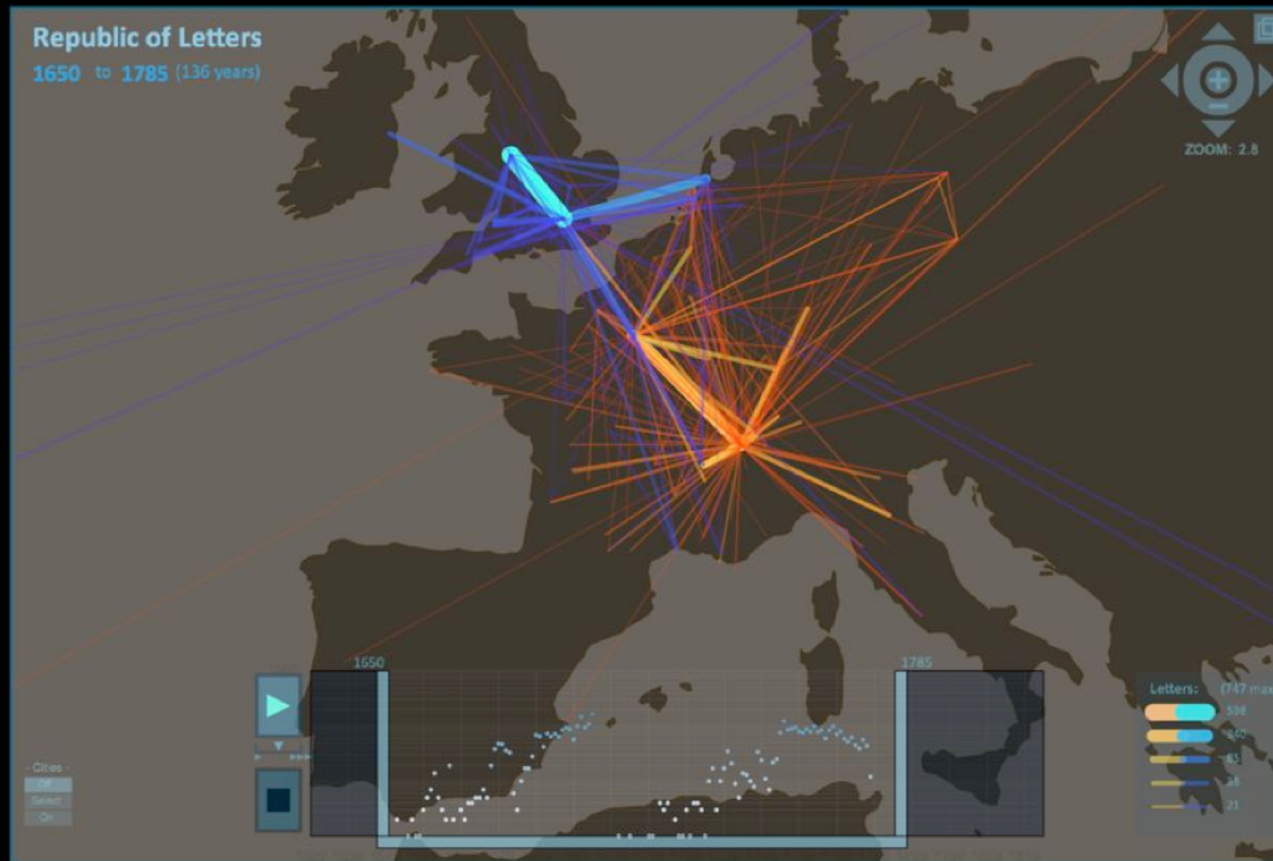 Republic of Letters
1650 to 1785 (136 years)
ZOOM: 2.8
1650
1785
Letters: (747 max
- Cities -
Off
Select
On
21